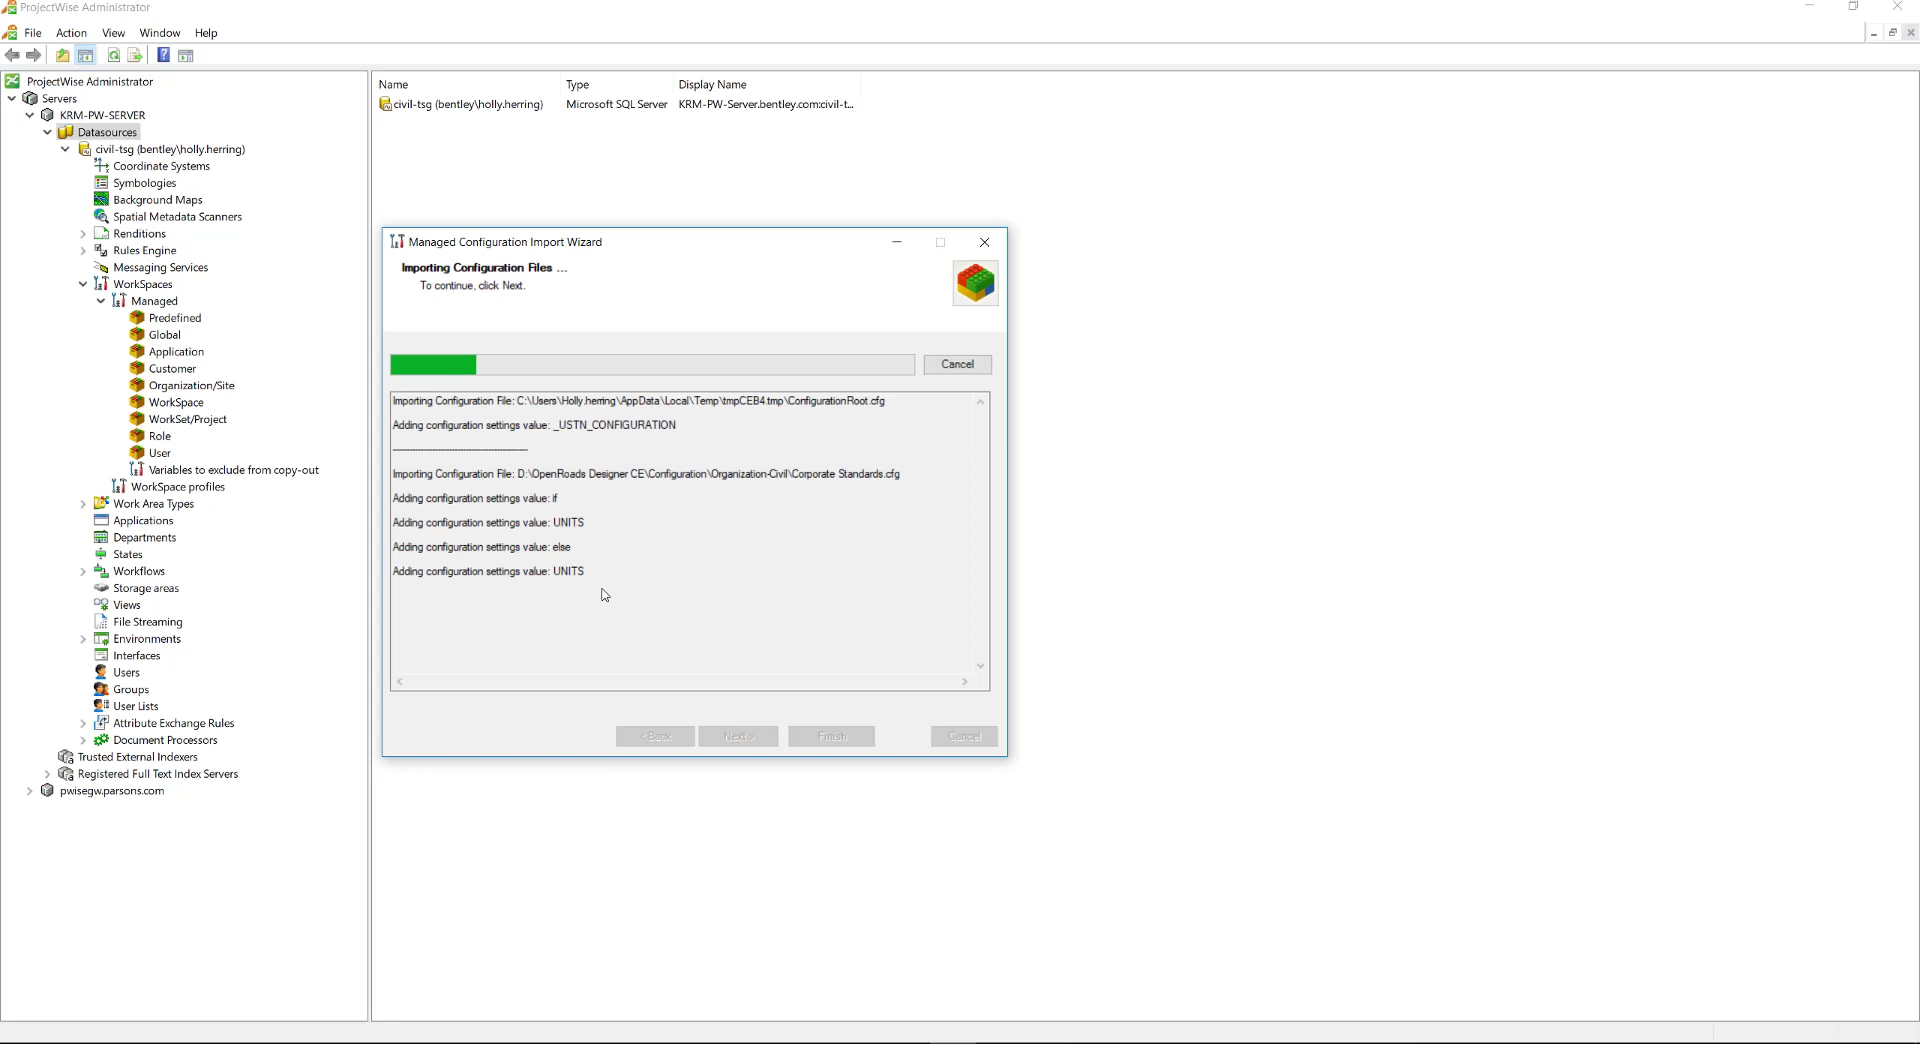 ProjectWise Administrator
File Action View Window Help
ProjectWise Administrator
Servers
KRM-PW-SERVER
Datasources
civil-tsg (bentley\holly.herring)
Coordinate Systems
Symbologies
Background Maps
Spatial Metadata Scanners
Renditions
Rules Engine
Messaging Services
WorkSpaces
Managed
Predefined
Global
Application
Customer
Organization/Site
WorkSpace
WorkSet/Project
Role
User
Variables to exclude from copy-out
WorkSpace profiles
Work Area Types
Applications
Departments
States
Workflows
Storage areas
Views
File Streaming
Environments
Interfaces
Users
Groups
User Lists
Attribute Exchange Rules
Document Processors
Trusted External Indexers
Registered Full Text Index Servers
pwisegw.parsons.com
Name Type Display Name
civil-tsg (bentley\holly.herring) Microsoft SQL Server KRM-PW-Server.bentley.com:civil-t...
Managed Configuration Import Wizard
Importing Configuration Files ...
To continue, click Next.
Cancel
Importing Configuration File: C:\Users\Holly.herring\AppData\Local\Temp\tmpCEB4.tmp\ConfigurationRoot.cfg
Adding configuration settings value: _USTN_CONFIGURATION
--------------------------------------------------
Importing Configuration File: D:\OpenRoads Designer CE\Configuration\Organization-Civil\Corporate Standards.cfg
Adding configuration settings value: if
Adding configuration settings value: UNITS
Adding configuration settings value: else
Adding configuration settings value: UNITS
< Back Next > Finish Cancel